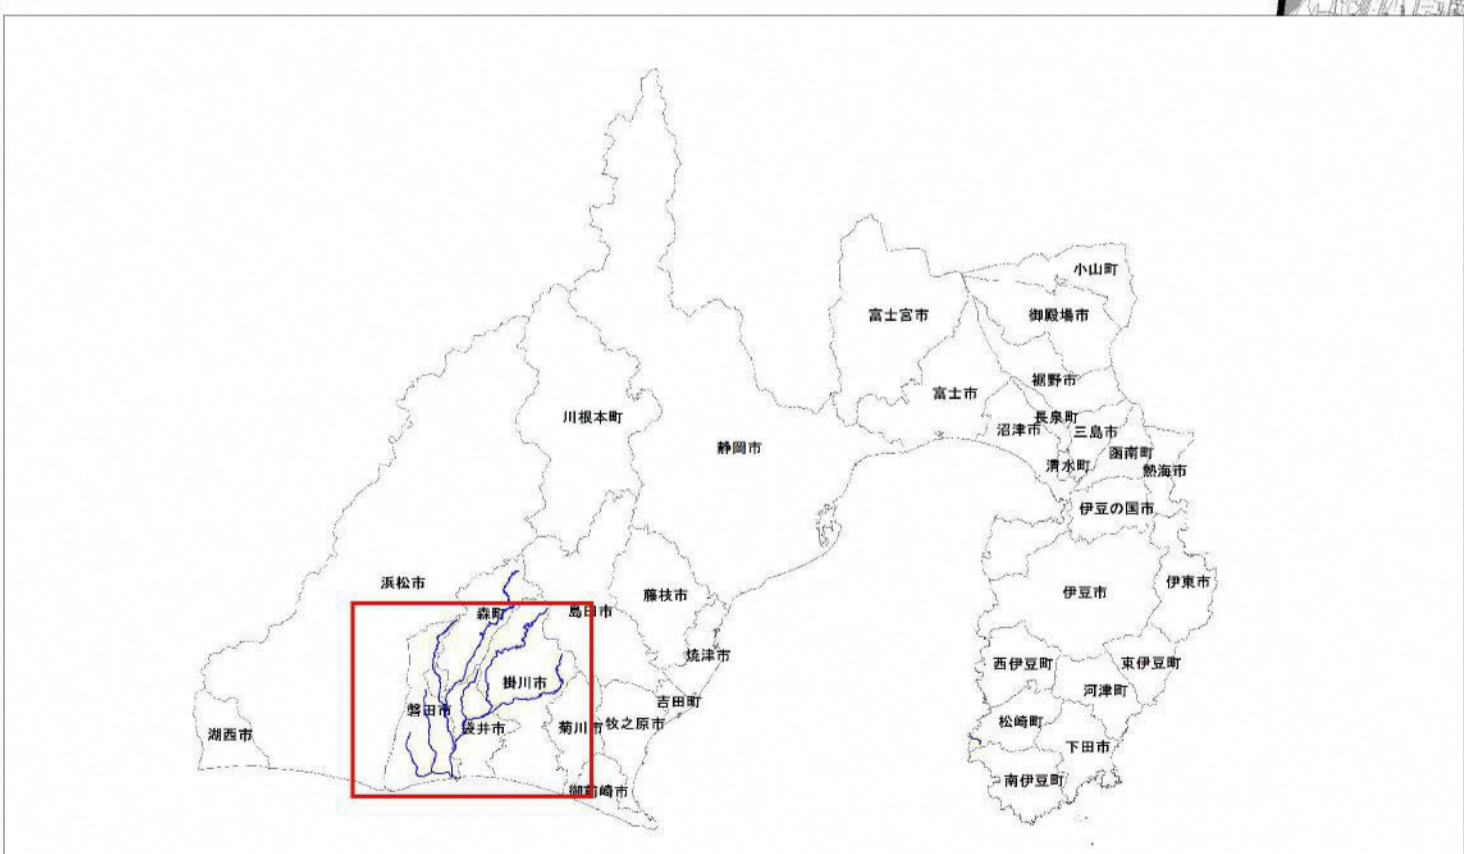 小山町
富士宮市
御殿場市
裾野市
富士市
川根本町
長泉町
沼津市
三島市
静岡市
函南町
清水町
熱海市
伊豆の国市
浜松市
伊東市
伊豆市
藤枝市
森町
島田市
焼津市
西伊豆町
東伊豆町
掛川市
河津町
吉田町
磐田市
松崎町
牧之原市
袋井市
菊川市
湖西市
下田市
南伊豆町
御前崎市